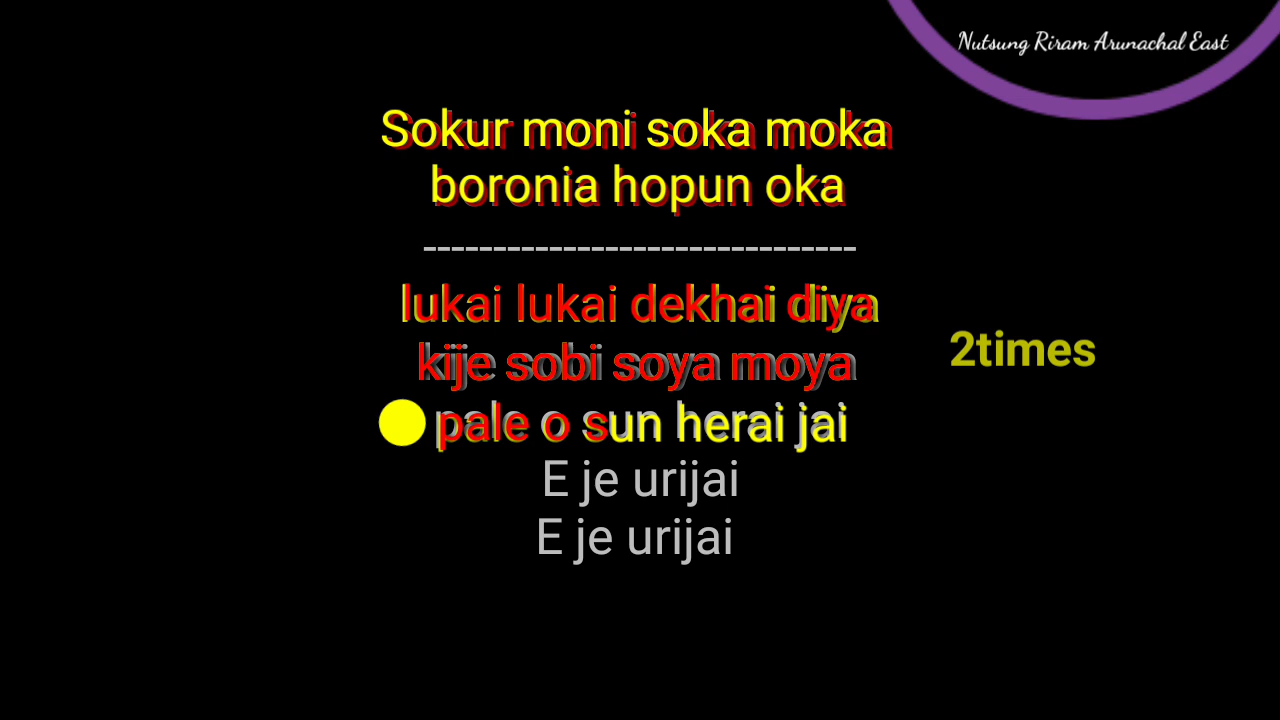 Nutsung Riram Arunachal East
Sokur moni soka moka
boronia hopun oka
-------------------------------
lukai lukai dekhai diya
kije sobi soya moya
2times
pale o sun herai jai
E je urijai
E je urijai